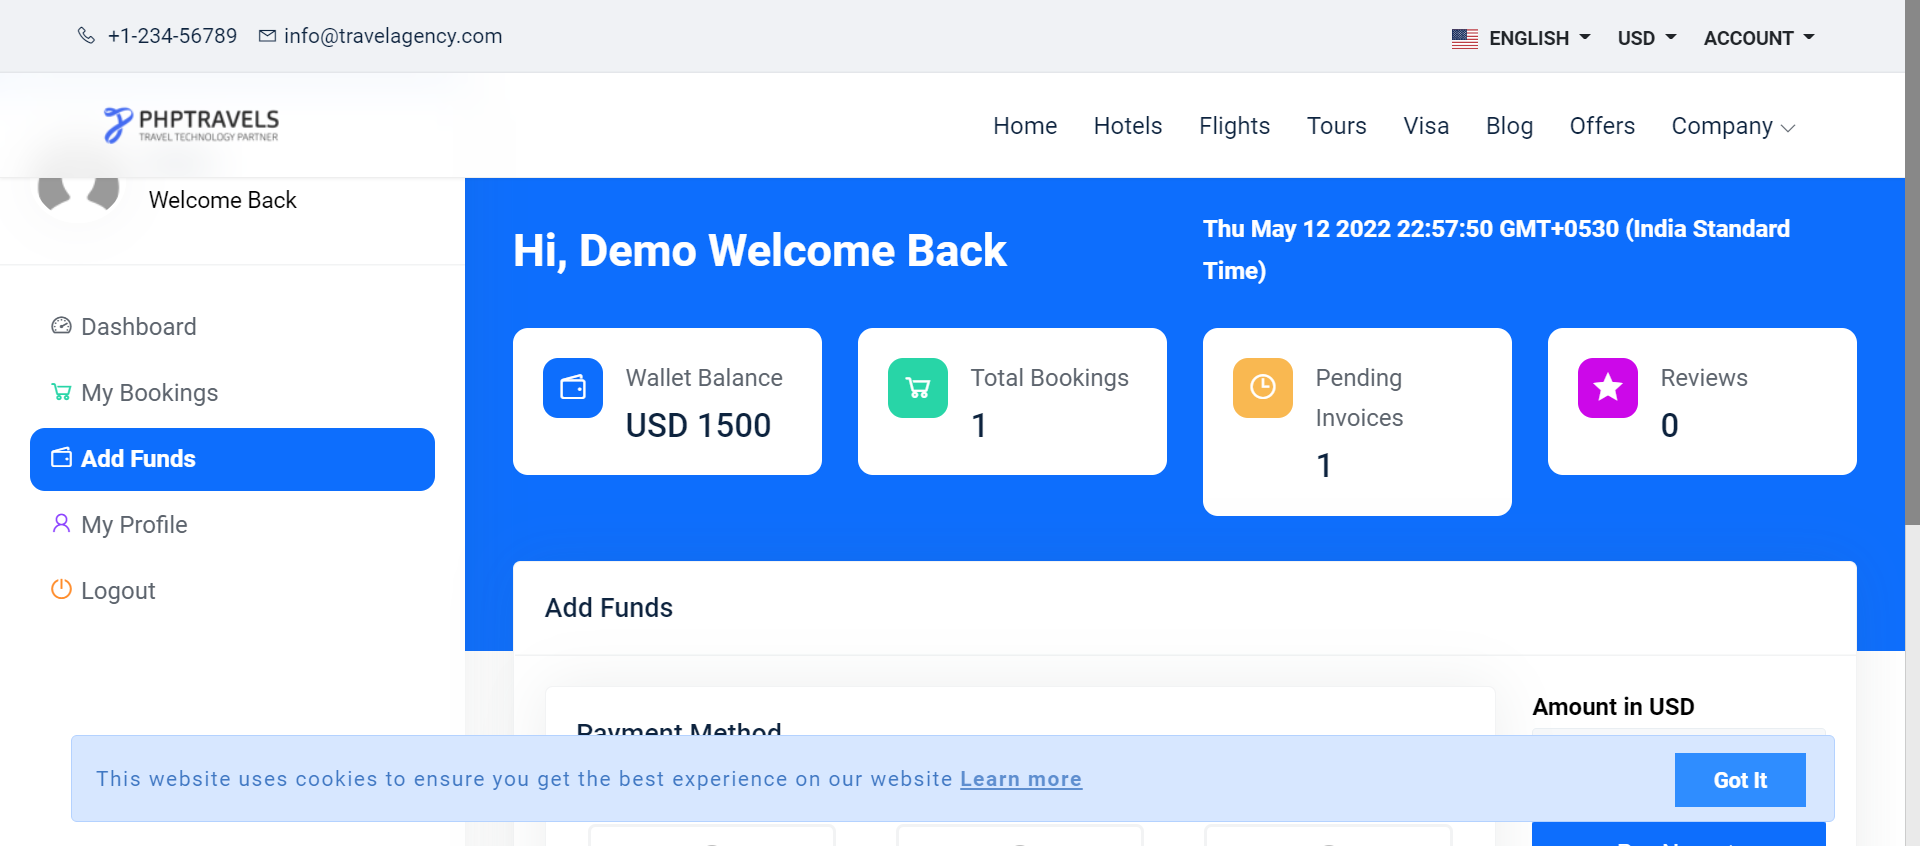 +1-234-56789 info@travelagency.com
ENGLISH USD ACCOUNT
PHPTRAVELS
TRAVEL TECHNOLOGY PARTNER
Home Hotels Flights Tours Visa Blog Offers Company
Welcome Back
Dashboard
My Bookings
Add Funds
My Profile
Logout
Hi, Demo Welcome Back
Thu May 12 2022 22:57:50 GMT+0530 (India Standard
Time)
Wallet Balance
USD 1500
Total Bookings
1
Pending
Invoices
1
Reviews
0
Add Funds
Payment Method
Amount in USD
This website uses cookies to ensure you get the best experience on our website Learn more
Got It